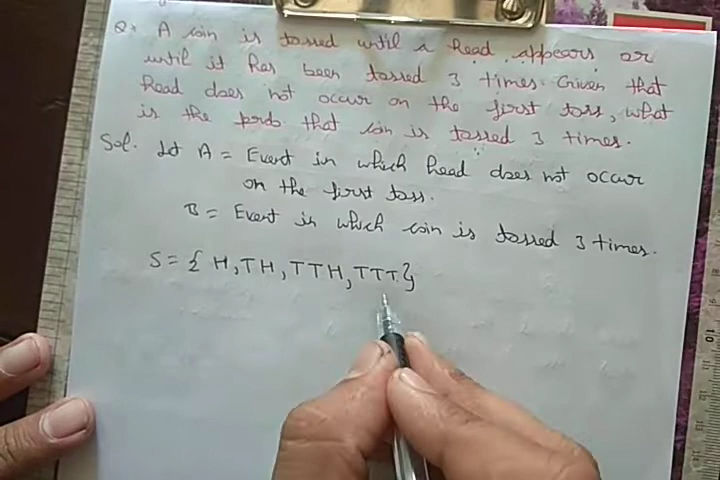 Q. A coin is tossed until a head appears or
until it has been tossed 3 times. Given that
head does not occur on the first toss, what
is the prob that coin is tossed 3 times.
Sol. Let A = Event in which head does not occur
on the first toss.
B = Event in which coin is tossed 3 times.
S = { H, TH, TTH, TTT }